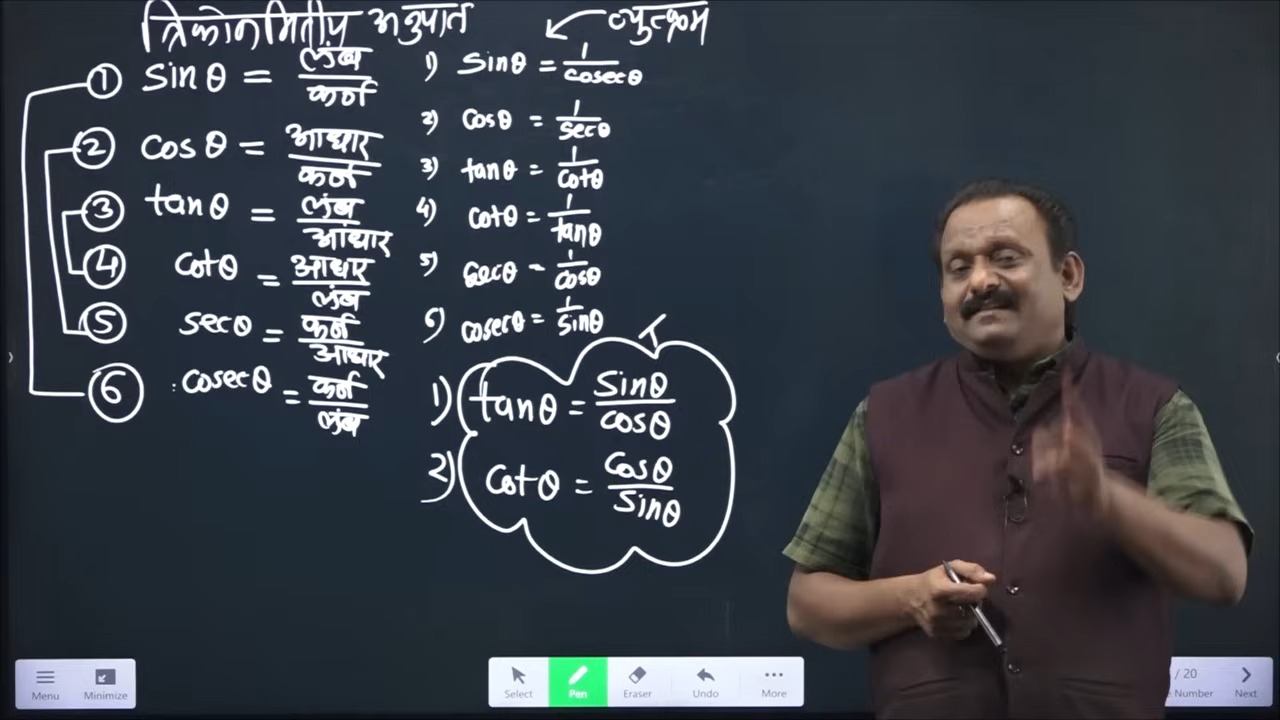 त्रिकोनमितीय अनुपात
① sinθ = लंब/कर्न
② cosθ = आधार/कर्न
③ tanθ = लंब/आधार
④ cotθ = आधार/लंब
⑤ secθ = कर्न/आधार
⑥ cosecθ = कर्न/लंब
व्युत्क्रम
1) sinθ = 1/cosecθ
2) cosθ = 1/secθ
3) tanθ = 1/cotθ
4) cotθ = 1/tanθ
5) secθ = 1/cosθ
6) cosecθ = 1/sinθ
1) tanθ = sinθ/cosθ
2) cotθ = cosθ/sinθ
Menu
Minimize
Select
Pen
Eraser
Undo
More
/ 20
Number
Next